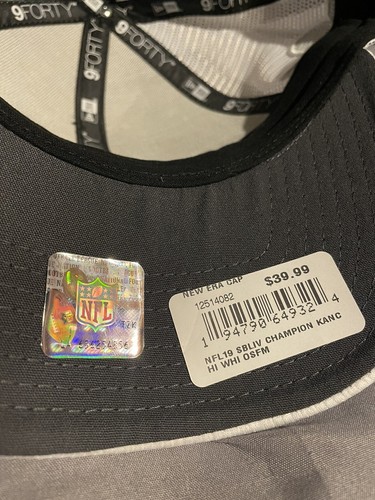 9FORTY
9FORTY
9FORTY
9FORTY
NFL
NEW ERA CAP $39.99
12514082
1 94790 64932 4
NFL19 SBLIV CHAMPION KANC
HI WHI OSFM